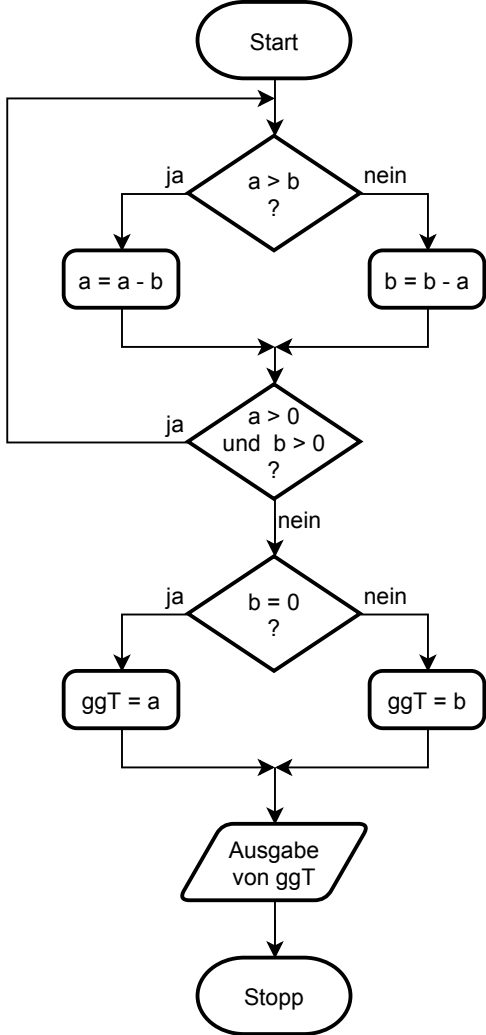 Start
a > b
?
ja
nein
a = a - b
b = b - a
a > 0
und b > 0
?
ja
nein
b = 0
?
ja
nein
ggT = a
ggT = b
Ausgabe
von ggT
Stopp